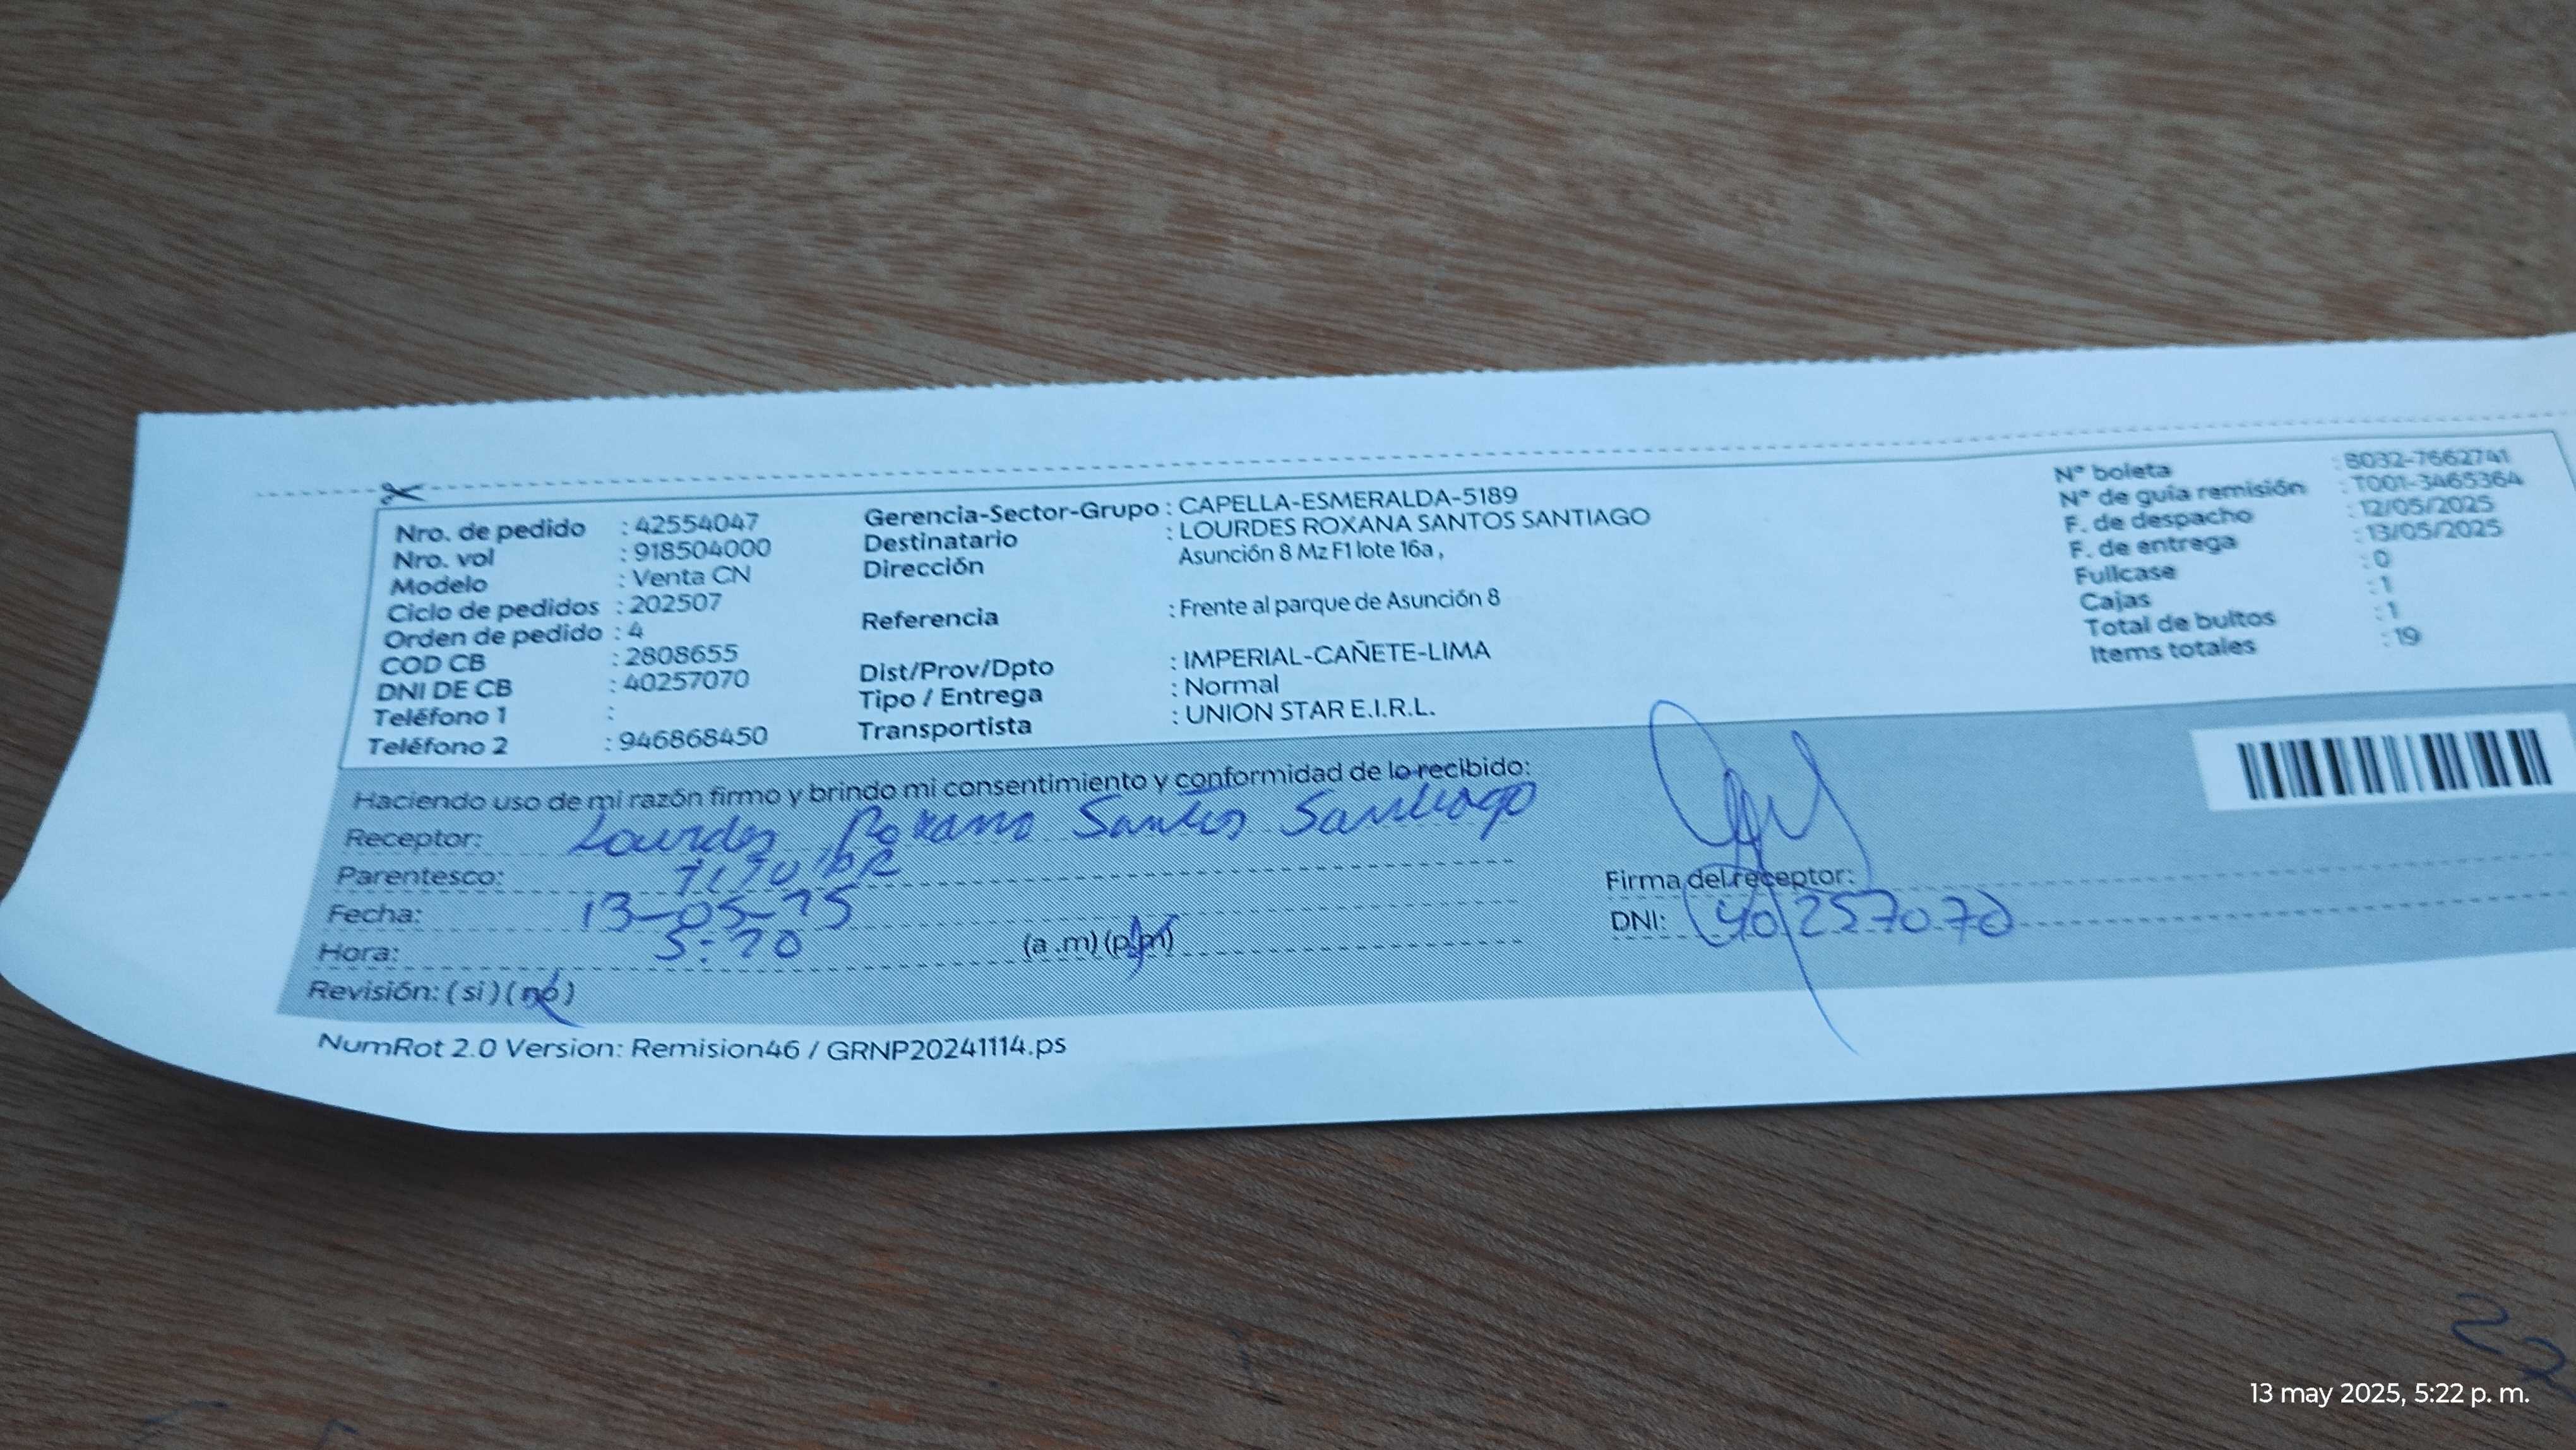 Nro. de pedido : 42554047
Nro. vol : 918504000
Modelo : Venta CN
Ciclo de pedidos : 202507
Orden de pedido : 4
COD CB : 2808655
DNI DE CB : 40257070
Teléfono 1 :
Teléfono 2 : 946868450
Gerencia-Sector-Grupo : CAPELLA-ESMERALDA-5189
Destinatario : LOURDES ROXANA SANTOS SANTIAGO
Dirección Asunción 8 Mz F1 lote 16a ,
Referencia : Frente al parque de Asunción 8
Dist/Prov/Dpto : IMPERIAL-CAÑETE-LIMA
Tipo / Entrega : Normal
Transportista : UNION STAR E.I.R.L.
N° boleta : B032-7662741
N° de guía remisión : T001-3465364
F. de despacho : 12/05/2025
F. de entrega : 13/05/2025
Fullcase : 0
Cajas : 1
Total de bultos : 1
Items totales : 19
Haciendo uso de mi razón firmo y brindo mi consentimiento y conformidad de lo recibido:
Receptor: Lourdes Roxana Santos Santiago
Parentesco:
Fecha: 13-05-25
Hora: 5:20 (a .m) (p.m)
Revisión: ( si ) ( no )
Firma del receptor:
DNI: 40257070
NumRot 2.0 Version: Remision46 / GRNP20241114.ps
13 may 2025, 5:22 p. m.